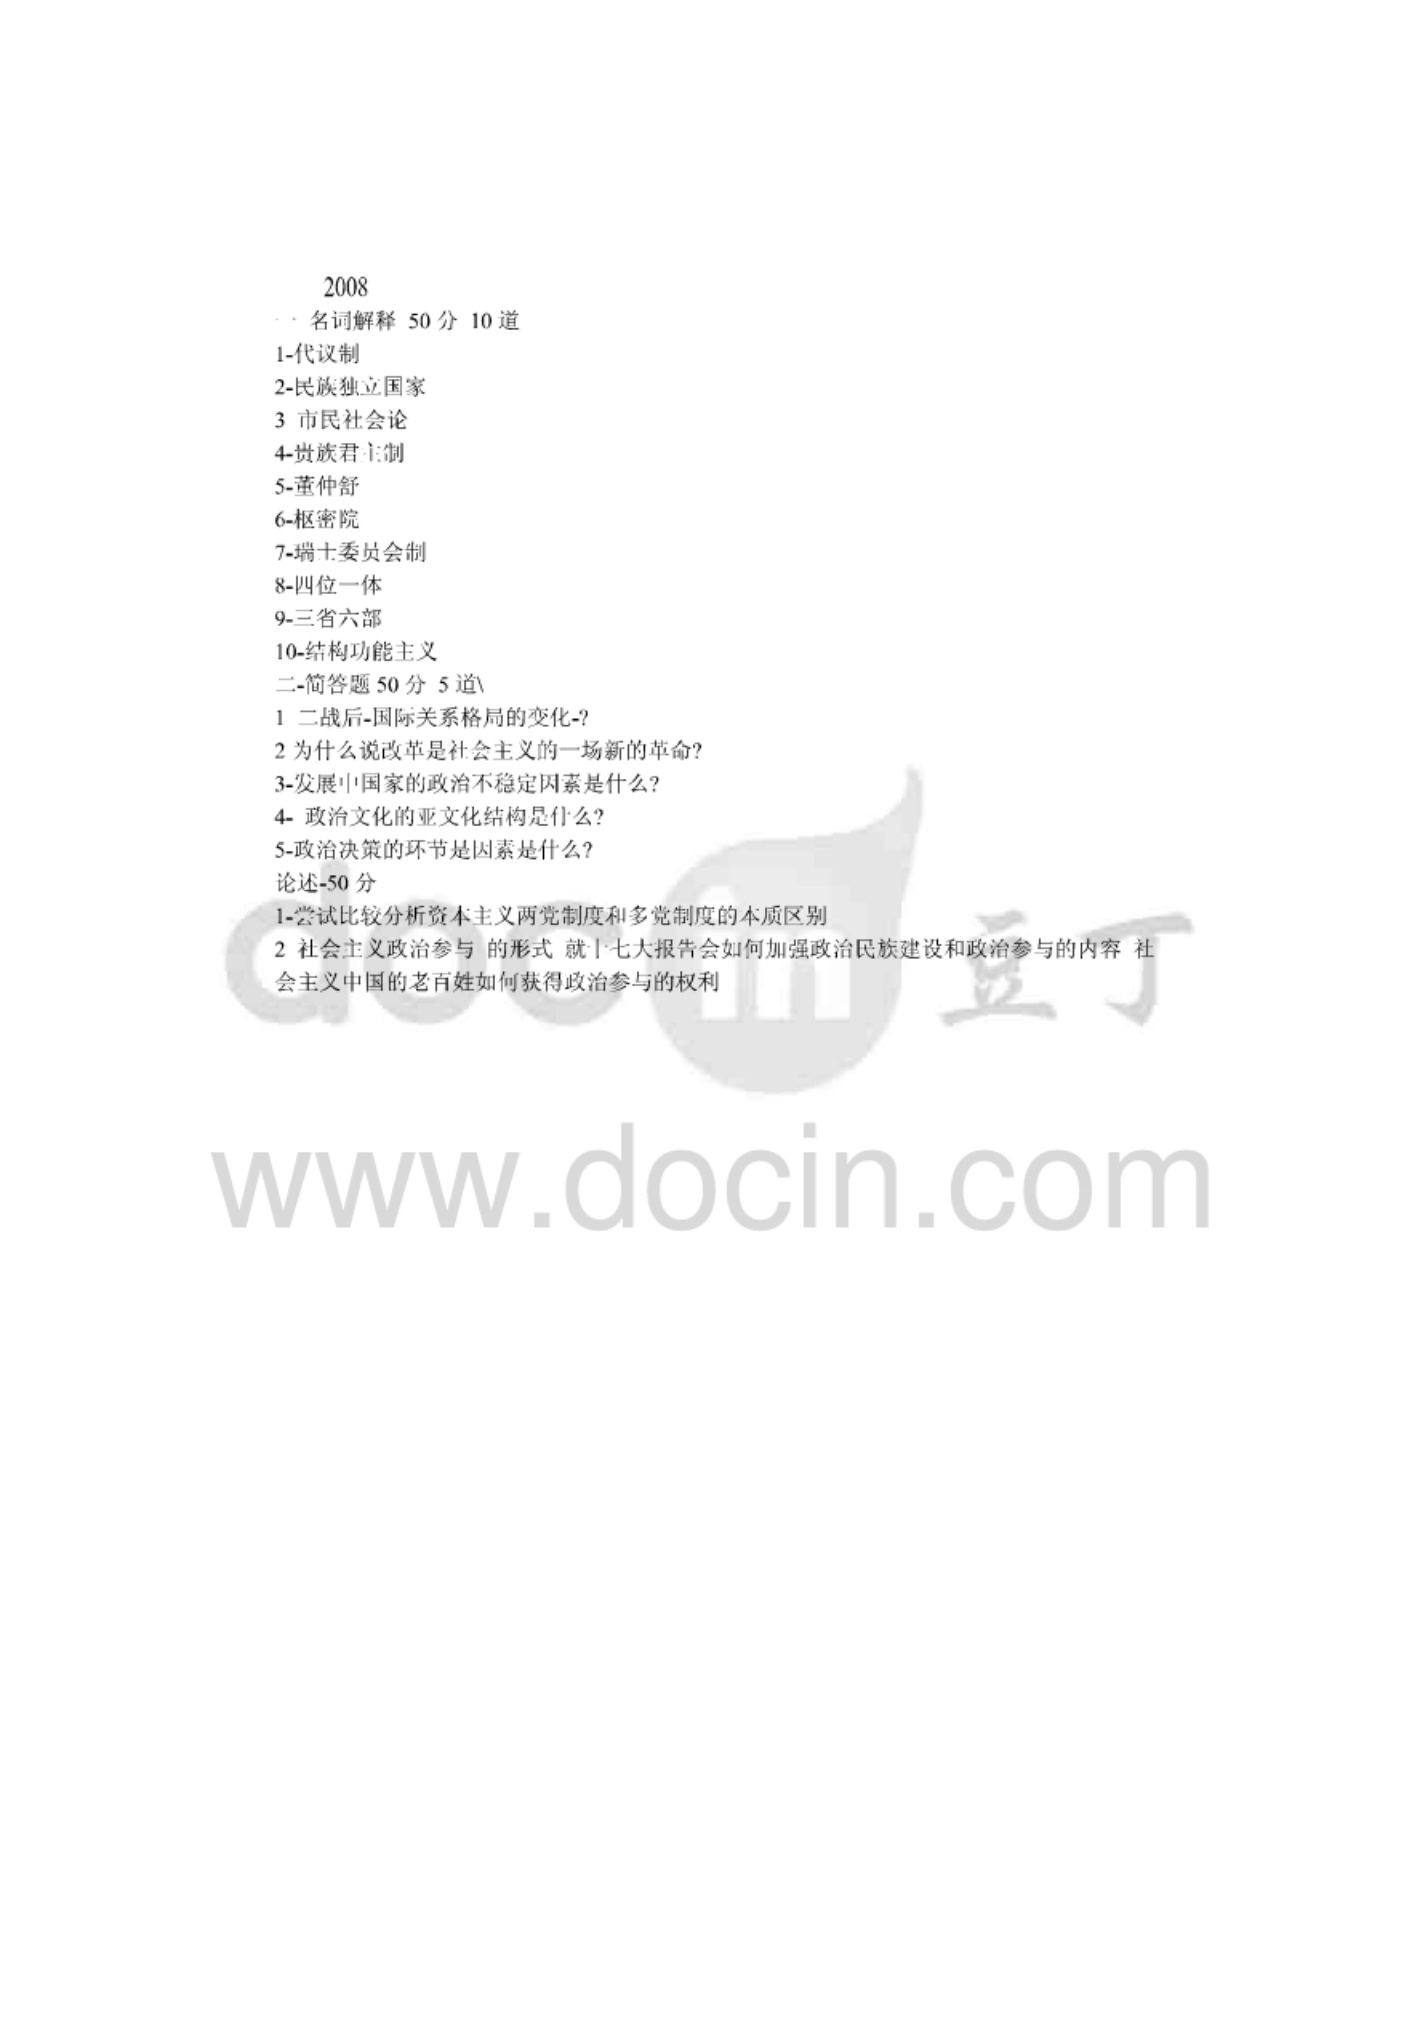 2008
一 名词解释 50 分 10 道
1-代议制
2-民族独立国家
3 市民社会论
4-贵族君主制
5-董仲舒
6-枢密院
7-瑞士委员会制
8-四位一体
9-三省六部
10-结构功能主义
二-简答题 50 分 5 道\
1 二战后-国际关系格局的变化-?
2 为什么说改革是社会主义的一场新的革命?
3-发展中国家的政治不稳定因素是什么?
4- 政治文化的亚文化结构是什么?
5-政治决策的环节是因素是什么?
论述-50 分
1-尝试比较分析资本主义两党制度和多党制度的本质区别
2 社会主义政治参与 的形式 就十七大报告会如何加强政治民族建设和政治参与的内容 社
会主义中国的老百姓如何获得政治参与的权利
docin 豆丁
www.docin.com